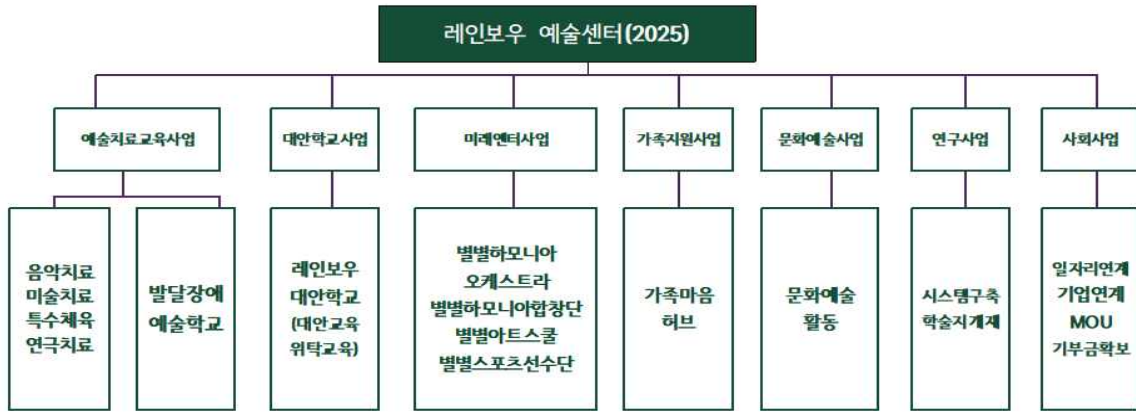 레인보우 예술센터(2025)
예술치료교육사업
대안학교사업
미래엔터사업
가족지원사업
문화예술사업
연구사업
사회사업
음악치료
미술치료
특수체육
연극치료
발달장애
예술학교
레인보우
대안학교
(대안교육
위탁교육)
별별하모니아
오케스트라
별별하모니아합창단
별별아트스쿨
별별스포츠선수단
가족마음
허브
문화예술
활동
시스템구축
학술지게재
일자리연계
기업연계
MOU
기부금확보